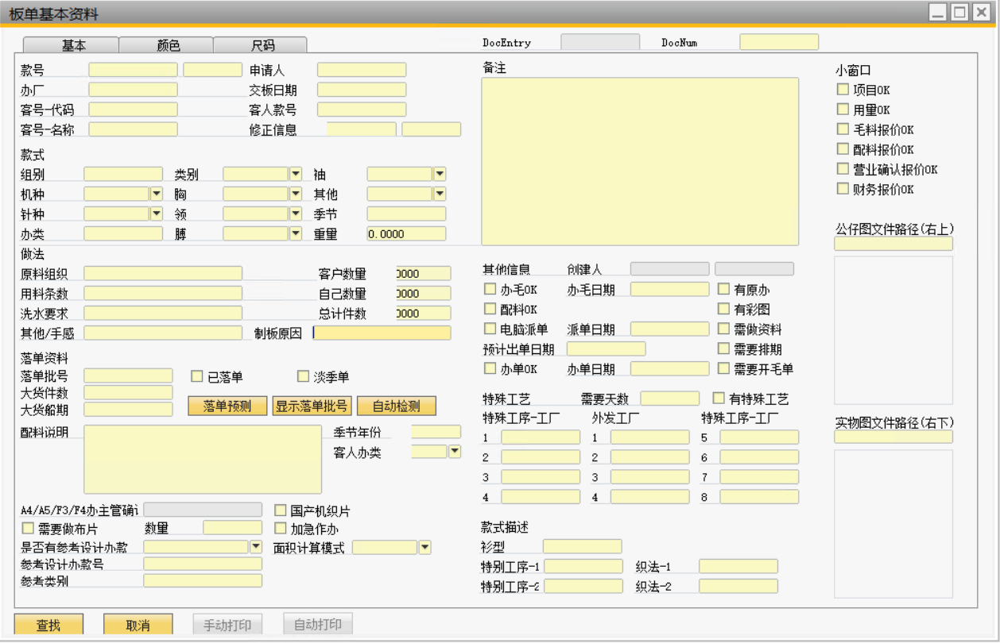 板单基本资料
基本 颜色 尺码 DocEntry DocNum
款号 申请人 备注 小窗口
办厂 交板日期 项目OK
客号-代码 客人款号 用量OK
客号-名称 修正信息 毛料报价OK
配料报价OK
款式 营业确认报价OK
组别 类别 袖 财务报价OK
机种 胸 其他
针种 领 季节
办类 膊 重量 0.0000 公仔图文件路径(右上)
做法
原料组织 客户数量 0000 其他信息 创建人
用料条数 自己数量 0000 办毛OK 办毛日期 有原办
洗水要求 总计件数 0000 配料OK 有彩图
其他/手感 制板原因 电脑派单 派单日期 需做资料
预计出单日期 需要排期
落单资料 办单OK 办单日期 需要开毛单
落单批号 已落单 淡季单
大货件数 特殊工艺 需要天数 有特殊工艺
大货船期 落单预测 显示落单批号 自动检测 特殊工序-工厂 外发工厂 特殊工序-工厂
配料说明 季节年份 1 1 5 实物图文件路径(右下)
客人办类 2 2 6
3 3 7
4 4 8
A4/A5/F3/F4办主管确 国产机织片
需要做布片 数量 加急作办 款式描述
是否有参考设计办款 面积计算模式 衫型
参考设计办款号 特别工序-1 织法-1
参考类别 特别工序-2 织法-2
查找 取消 手动打印 自动打印